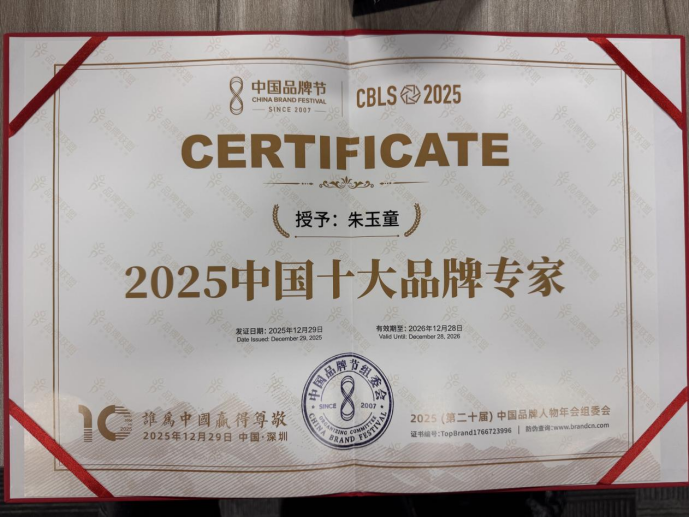 中国品牌节
CHINA BRAND FESTIVAL
SINCE 2007
CBLS 2025
CERTIFICATE
授予：朱玉童
2025中国十大品牌专家
发证日期：2025年12月29日
Date Issued: December 29, 2025
有效期至：2026年12月28日
Valid Until: December 28, 2026
中国品牌节组委会
SINCE 2007
ORGANIZING COMMITTEE
CHINA BRAND FESTIVAL
誰為中國贏得尊敬
2025年12月29日 中国·深圳
2025（第二十届）中国品牌人物年会组委会
证书编号：TopBrand1766723996 | 防伪查询：www.brandcn.com